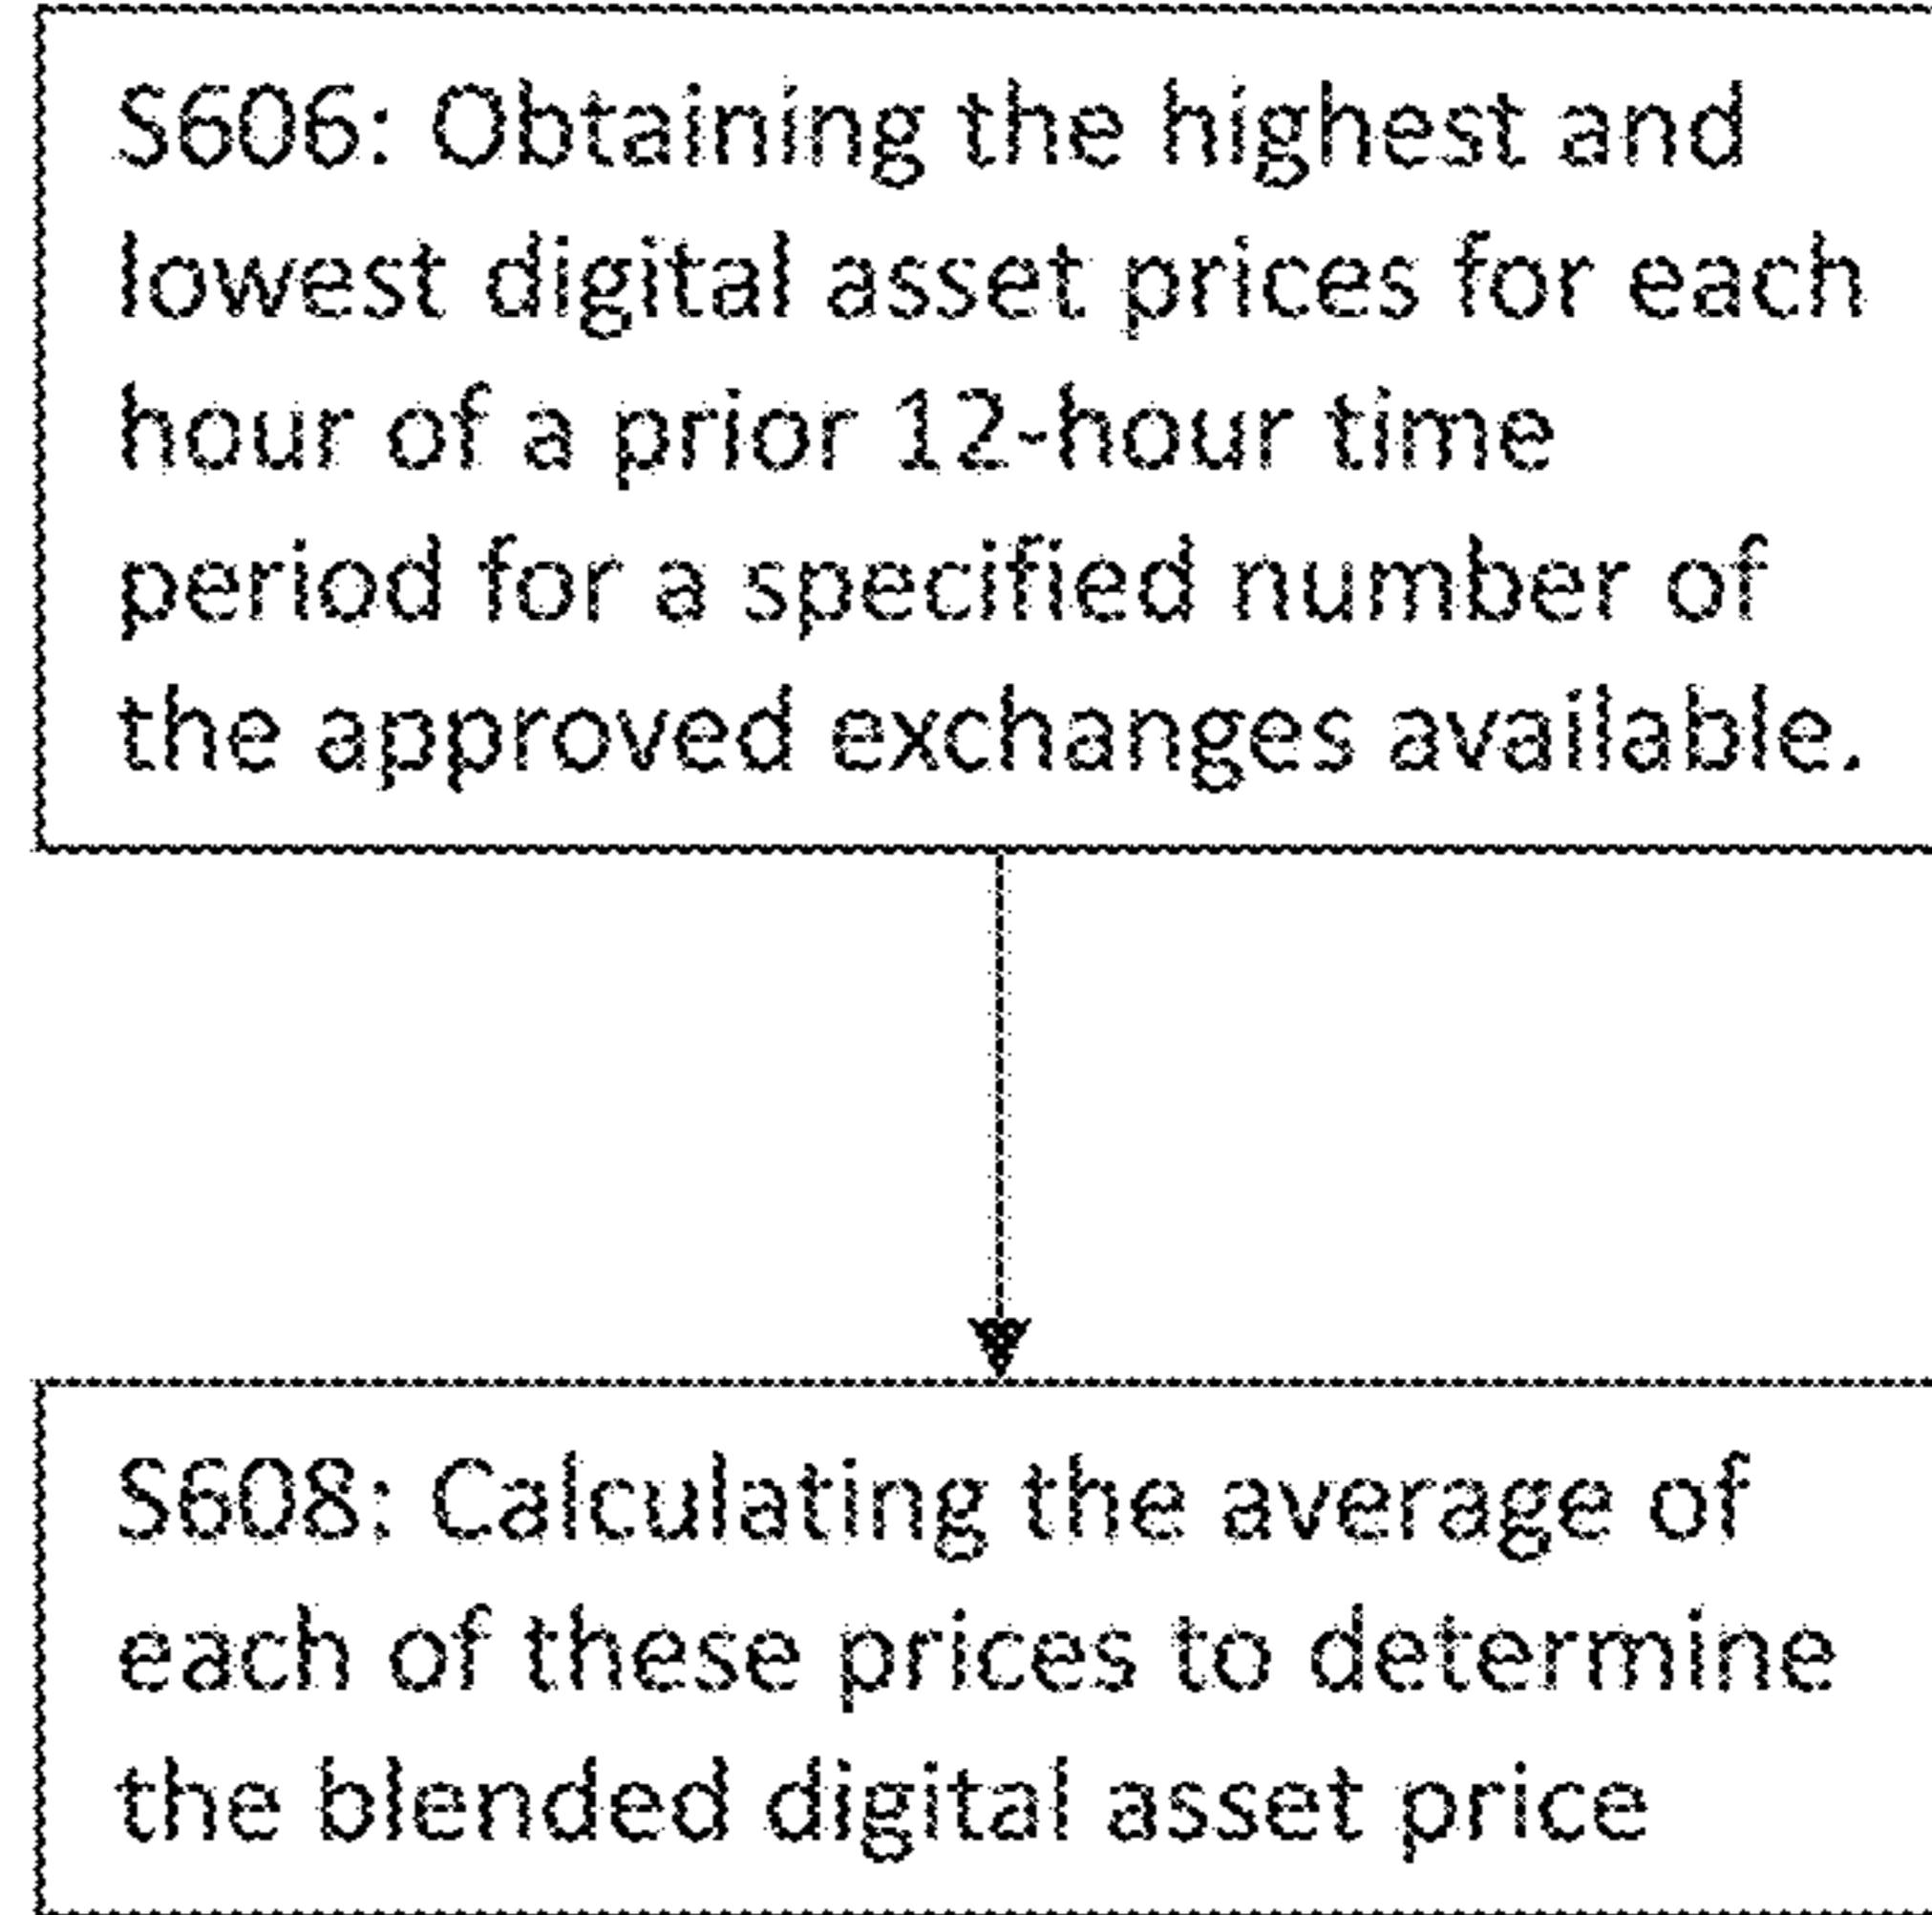 S606: Obtaining the highest and
lowest digital asset prices for each
hour of a prior 12-hour time
period for a specified number of
the approved exchanges available.
S608: Calculating the average of
each of these prices to determine
the blended digital asset price